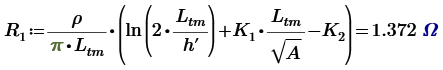 R₁ := ρ / (π • L_tm) • (ln(2 • L_tm / h′) + K₁ • L_tm / √A − K₂) = 1.372 Ω